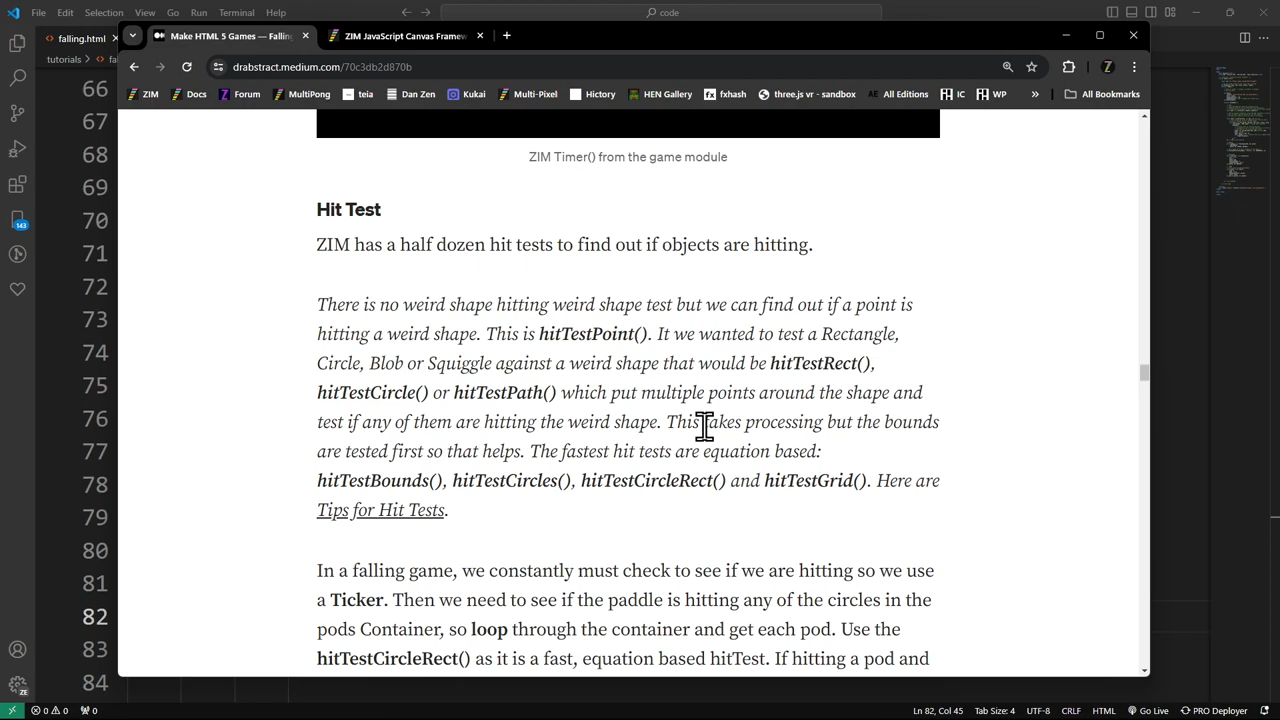 File Edit Selection View Go Run Terminal Help
code
falling.html
tutorials
Make HTML 5 Games — Fallin
ZIM JavaScript Canvas Framew
drabstract.medium.com/70c3db2d870b
ZIM Docs Forum MultiPong teia Dan Zen Kukai Multi-Pixel Hictory HEN Gallery fxhash three.js vr - sandbox AE All Editions IC WP » All Bookmarks
66
67
68
69
70
71
72
73
74
75
76
77
78
79
80
81
82
83
84
143
ZE
ZIM Timer() from the game module
Hit Test
ZIM has a half dozen hit tests to find out if objects are hitting.
There is no weird shape hitting weird shape test but we can find out if a point is
hitting a weird shape. This is hitTestPoint(). It we wanted to test a Rectangle,
Circle, Blob or Squiggle against a weird shape that would be hitTestRect(),
hitTestCircle() or hitTestPath() which put multiple points around the shape and
test if any of them are hitting the weird shape. This takes processing but the bounds
are tested first so that helps. The fastest hit tests are equation based:
hitTestBounds(), hitTestCircles(), hitTestCircleRect() and hitTestGrid(). Here are
Tips for Hit Tests.
In a falling game, we constantly must check to see if we are hitting so we use
a Ticker. Then we need to see if the paddle is hitting any of the circles in the
pods Container, so loop through the container and get each pod. Use the
hitTestCircleRect() as it is a fast, equation based hitTest. If hitting a pod and
0 0 0 Ln 82, Col 45 Tab Size: 4 UTF-8 CRLF HTML Go Live PRO Deployer